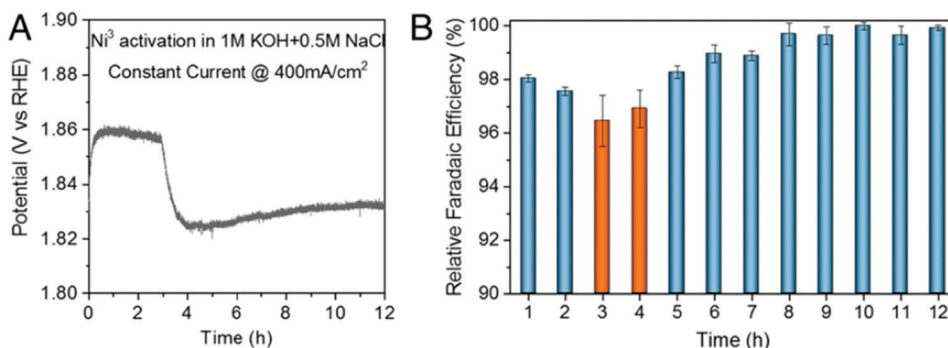 A
Ni³ activation in 1M KOH+0.5M NaCl
Constant Current @ 400mA/cm²
Potential (V vs RHE)
1.90
1.88
1.86
1.84
1.82
1.80
0 2 4 6 8 10 12
Time (h)
B
Relative Faradaic Efficiency (%)
100
98
96
94
92
90
1 2 3 4 5 6 7 8 9 10 11 12
Time (h)